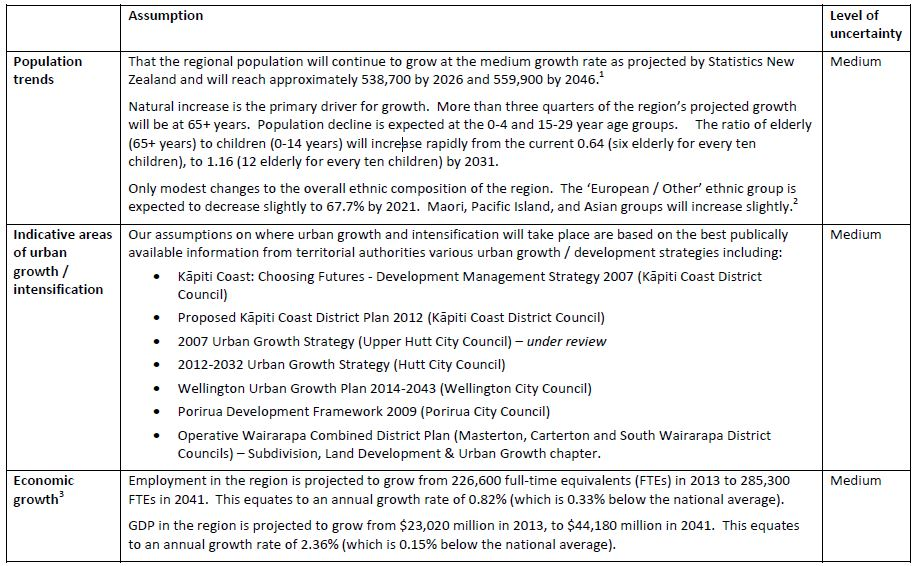 Assumption
Level of
uncertainty
Population
trends
That the regional population will continue to grow at the medium growth rate as projected by Statistics New
Zealand and will reach approximately 538,700 by 2026 and 559,900 by 2046.1
Medium
Natural increase is the primary driver for growth. More than three quarters of the region's projected growth
will be at 65+ years. Population decline is expected at the 0-4 and 15-29 year age groups. The ratio of elderly
(65+ years) to children (0-14 years) will increase rapidly from the current 0.64 (six elderly for every ten
children), to 1.16 (12 elderly for every ten children) by 2031.
Only modest changes to the overall ethnic composition of the region. The 'European / Other' ethnic group is
expected to decrease slightly to 67.7% by 2021. Maori, Pacific Island, and Asian groups will increase slightly.2
Indicative areas
of urban
growth /
intensification
Our assumptions on where urban growth and intensification will take place are based on the best publically
available information from territorial authorities various urban growth / development strategies including:
Medium
• Kāpiti Coast: Choosing Futures - Development Management Strategy 2007 (Kāpiti Coast District
Council)
• Proposed Kāpiti Coast District Plan 2012 (Kāpiti Coast District Council)
• 2007 Urban Growth Strategy (Upper Hutt City Council) – under review
• 2012-2032 Urban Growth Strategy (Hutt City Council)
• Wellington Urban Growth Plan 2014-2043 (Wellington City Council)
• Porirua Development Framework 2009 (Porirua City Council)
• Operative Wairarapa Combined District Plan (Masterton, Carterton and South Wairarapa District
Councils) – Subdivision, Land Development & Urban Growth chapter.
Economic
growth3
Employment in the region is projected to grow from 226,600 full-time equivalents (FTEs) in 2013 to 285,300
FTEs in 2041. This equates to an annual growth rate of 0.82% (which is 0.33% below the national average).
Medium
GDP in the region is projected to grow from $23,020 million in 2013, to $44,180 million in 2041. This equates
to an annual growth rate of 2.36% (which is 0.15% below the national average).